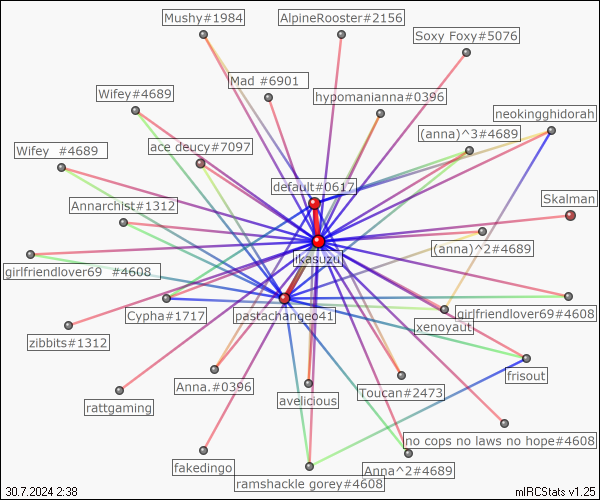 Mushy#1984
AlpineRooster#2156
Soxy Foxy#5076
Mad #6901
Wifey#4689
hypomanianna#0396
neokingghidorah
(anna)^3#4689
ace deucy#7097
Wifey #4689
default#0617
Skalman
Annarchist#1312
(anna)^2#4689
likasuzu
girlfriendlover69 #4608
Cypha#1717
pastachangeo41
girlfriendlover69#4608
xenoyaut
zibbits#1312
frisout
Anna.#0396
Toucan#2473
avelicious
rattgaming
no cops no laws no hope#4608
fakedingo
Anna^2#4689
ramshackle gorey#4608
30.7.2024 2:38
mIRCStats v1.25